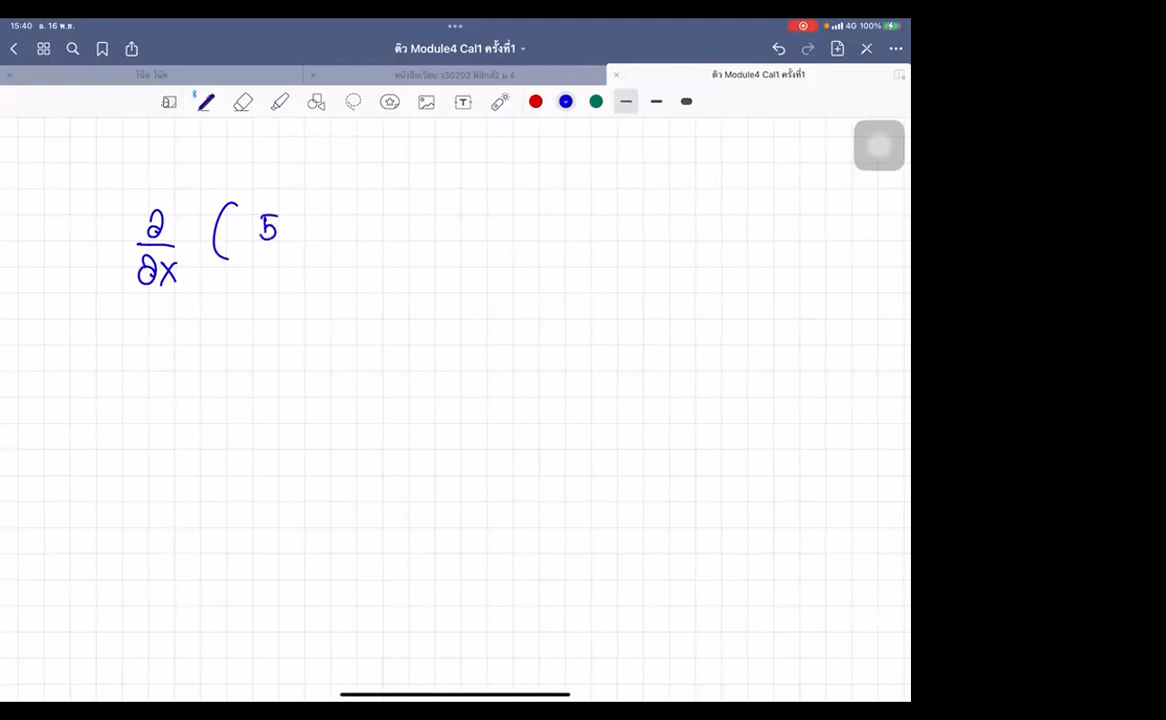 15:40 อ. 16 พ.ย.
4G 100%
ติว Module4 Cal1 ครั้งที่1
โน้ต โน้ต
หนังสือเรียน ว30202 ฟิสิกส์2 ม.4
ติว Module4 Cal1 ครั้งที่1
∂
∂x ( 5